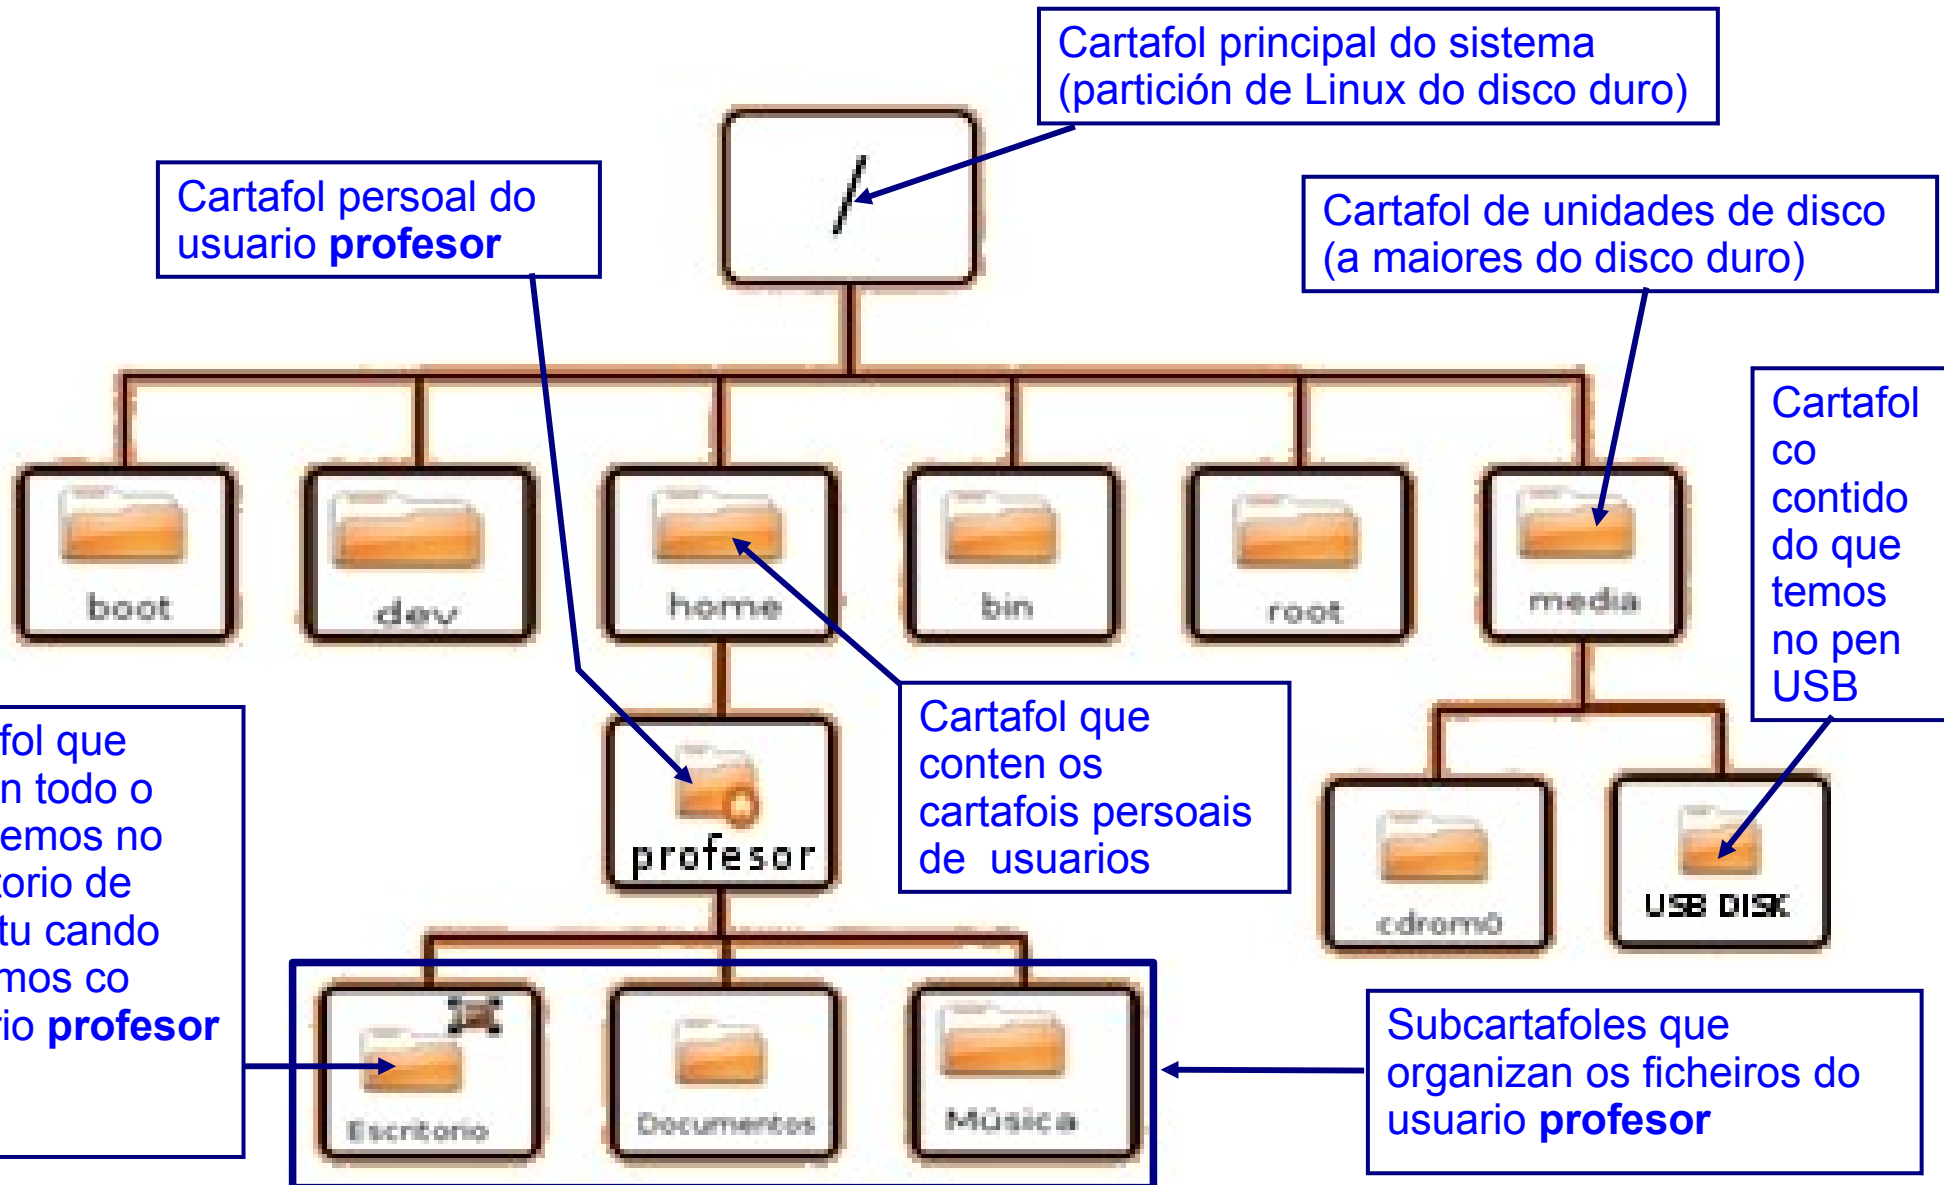 Cartafol principal do sistema
(partición de Linux do disco duro)
/
Cartafol persoal do
usuario profesor
Cartafol de unidades de disco
(a maiores do disco duro)
Cartafol
co
contido
do que
temos
no pen
USB
boot
dev
home
bin
root
media
fol que
n todo o
emos no
torio de
tu cando
mos co
rio profesor
profesor
Cartafol que
conten os
cartafois persoais
de usuarios
cdrom0
USB DISK
Escritorio
Documentos
Música
Subcartafoles que
organizan os ficheiros do
usuario profesor